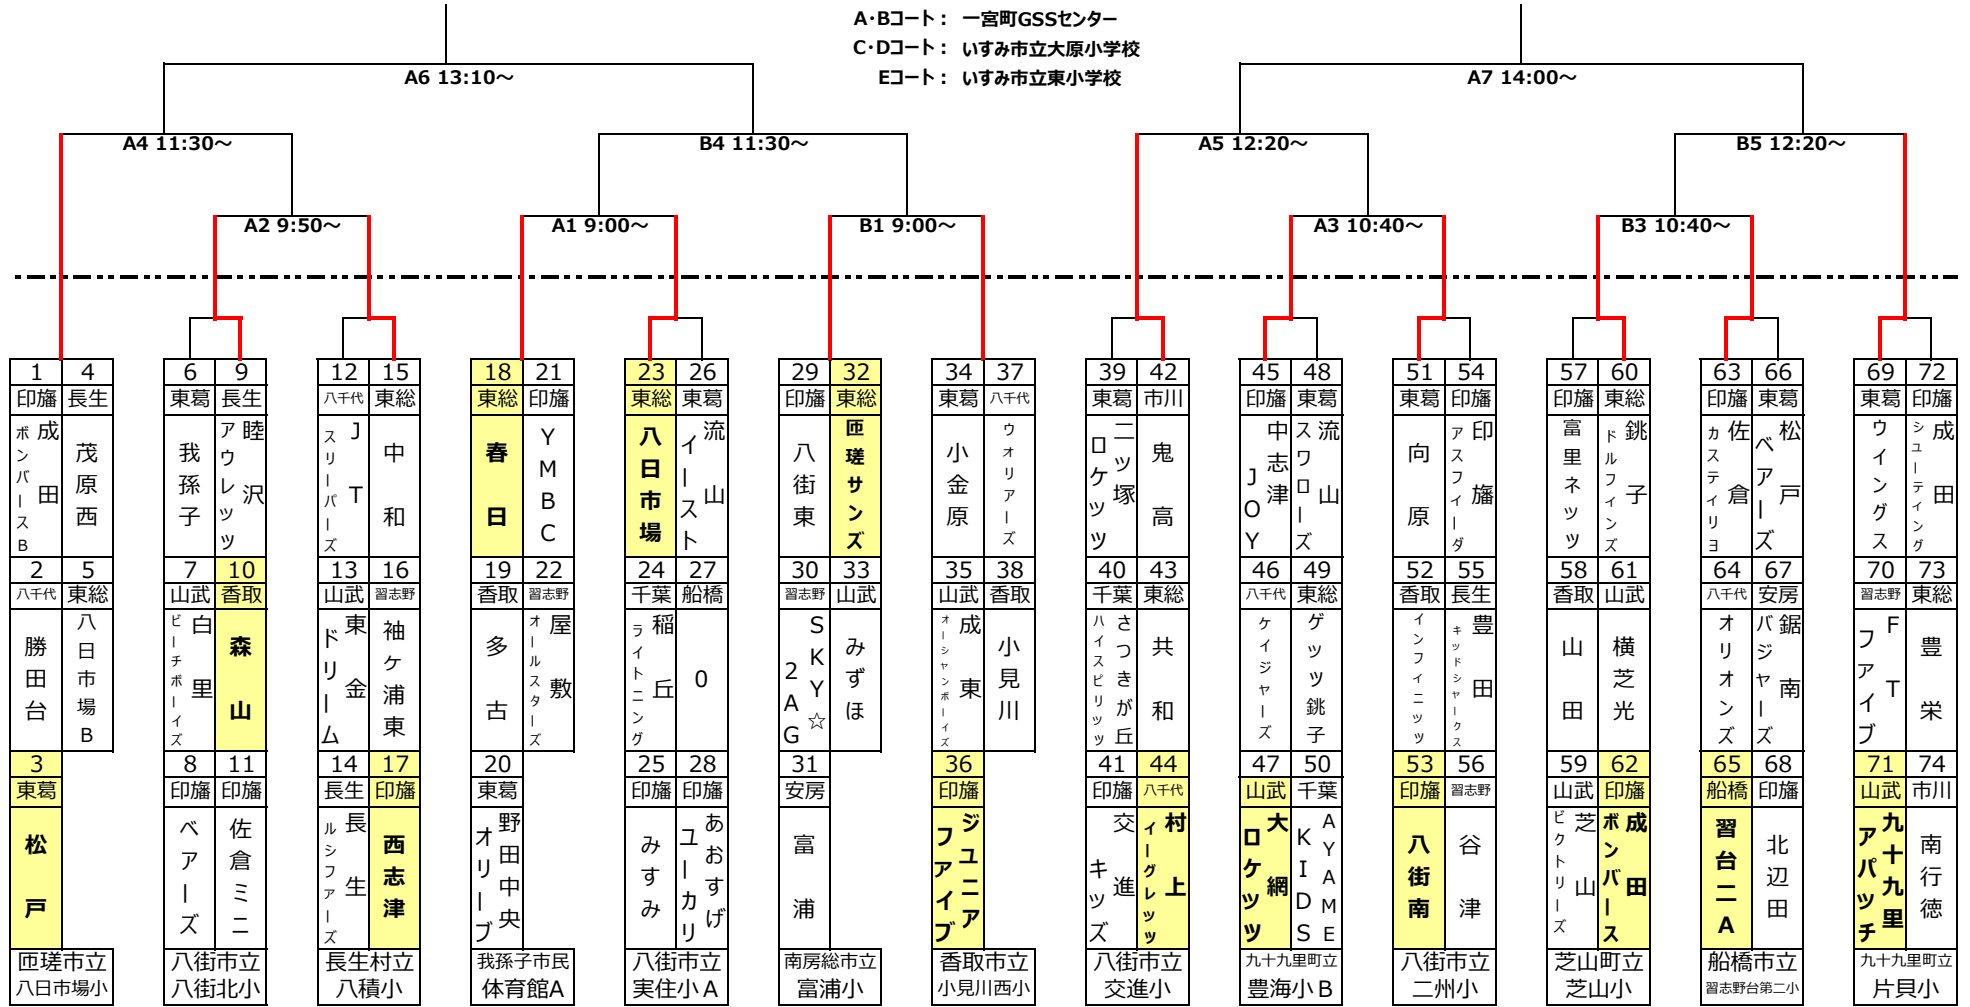 A･Bコート： 一宮町GSSセンター
C･Dコート： いすみ市立大原小学校
Eコート： いすみ市立東小学校
A6 13:10～
A7 14:00～
A4 11:30～
B4 11:30～
A5 12:20～
B5 12:20～
A2 9:50～
A1 9:00～
B1 9:00～
A3 10:40～
B3 10:40～
1 印旛 成田ボンバースB
4 長生 茂原西
2 八千代 勝田台
5 東総 八日市場B
3 東葛 松戸
匝瑳市立
八日市場小
6 東葛 我孫子
9 長生 睦沢アウレッツ
7 山武 白里ビーチボーイズ
10 香取 森山
8 印旛 ベアーズ
11 印旛 佐倉ミニ
八街市立
八街北小
12 八千代 JTスリーパーズ
15 東総 中和
13 山武 東金ドリーム
16 習志野 袖ヶ浦東
14 長生 長生ルシファーズ
17 印旛 西志津
長生村立
八積小
18 東総 春日
21 印旛 YMBC
19 香取 多古
22 習志野 屋敷オールスターズ
20 東葛 野田中央オリーブ
我孫子市民
体育館A
23 東総 八日市場
26 東葛 流山イースト
24 千葉 稲丘ライトニング
27 船橋 0
25 印旛 みすみ
28 印旛 あおすげユーカリ
八街市立
実住小A
29 印旛 八街東
32 東総 匝瑳サンズ
30 習志野 SKY☆2AG
33 山武 みずほ
31 安房 富浦
南房総市立
富浦小
34 東葛 小金原
37 八千代 ウォリアーズ
35 山武 成東オーシャンボーイズ
38 香取 小見川
36 印旛 ジュニアファイブ
香取市立
小見川西小
39 東葛 二ッ塚ロケッツ
42 市川 鬼高
40 千葉 さつきが丘ハイスピリッツ
43 東総 共和
41 印旛 交進キッズ
44 八千代 村上イーグレッツ
八街市立
交進小
45 印旛 中志津JOY
48 東葛 流山スワローズ
46 八千代 ケイジャーズ
49 東総 ゲッツ銚子
47 山武 大網ロケッツ
50 千葉 AYAMEKIDS
九十九里町立
豊海小B
51 東葛 向原
54 印旛 印旛アスフィーダ
52 香取 インフィニッツ
55 長生 豊田キッドシャークス
53 印旛 八街南
56 習志野 谷津
八街市立
二州小
57 印旛 富里ネッツ
60 東総 銚子ドルフィンズ
58 香取 山田
61 山武 横芝光
59 山武 芝山ビクトリーズ
62 印旛 成田ボンバース
芝山町立
芝山小
63 印旛 佐倉カスティリョ
66 東葛 松戸ベアーズ
64 八千代 オリオンズ
67 安房 鋸南バジャーズ
65 船橋 習台二A
68 印旛 北辺田
船橋市立
習志野台第二小
69 東葛 ウイングス
72 印旛 成田シューティング
70 習志野 FTファイブ
73 東総 豊栄
71 山武 九十九里アパッチ
74 市川 南行徳
九十九里町立
片貝小